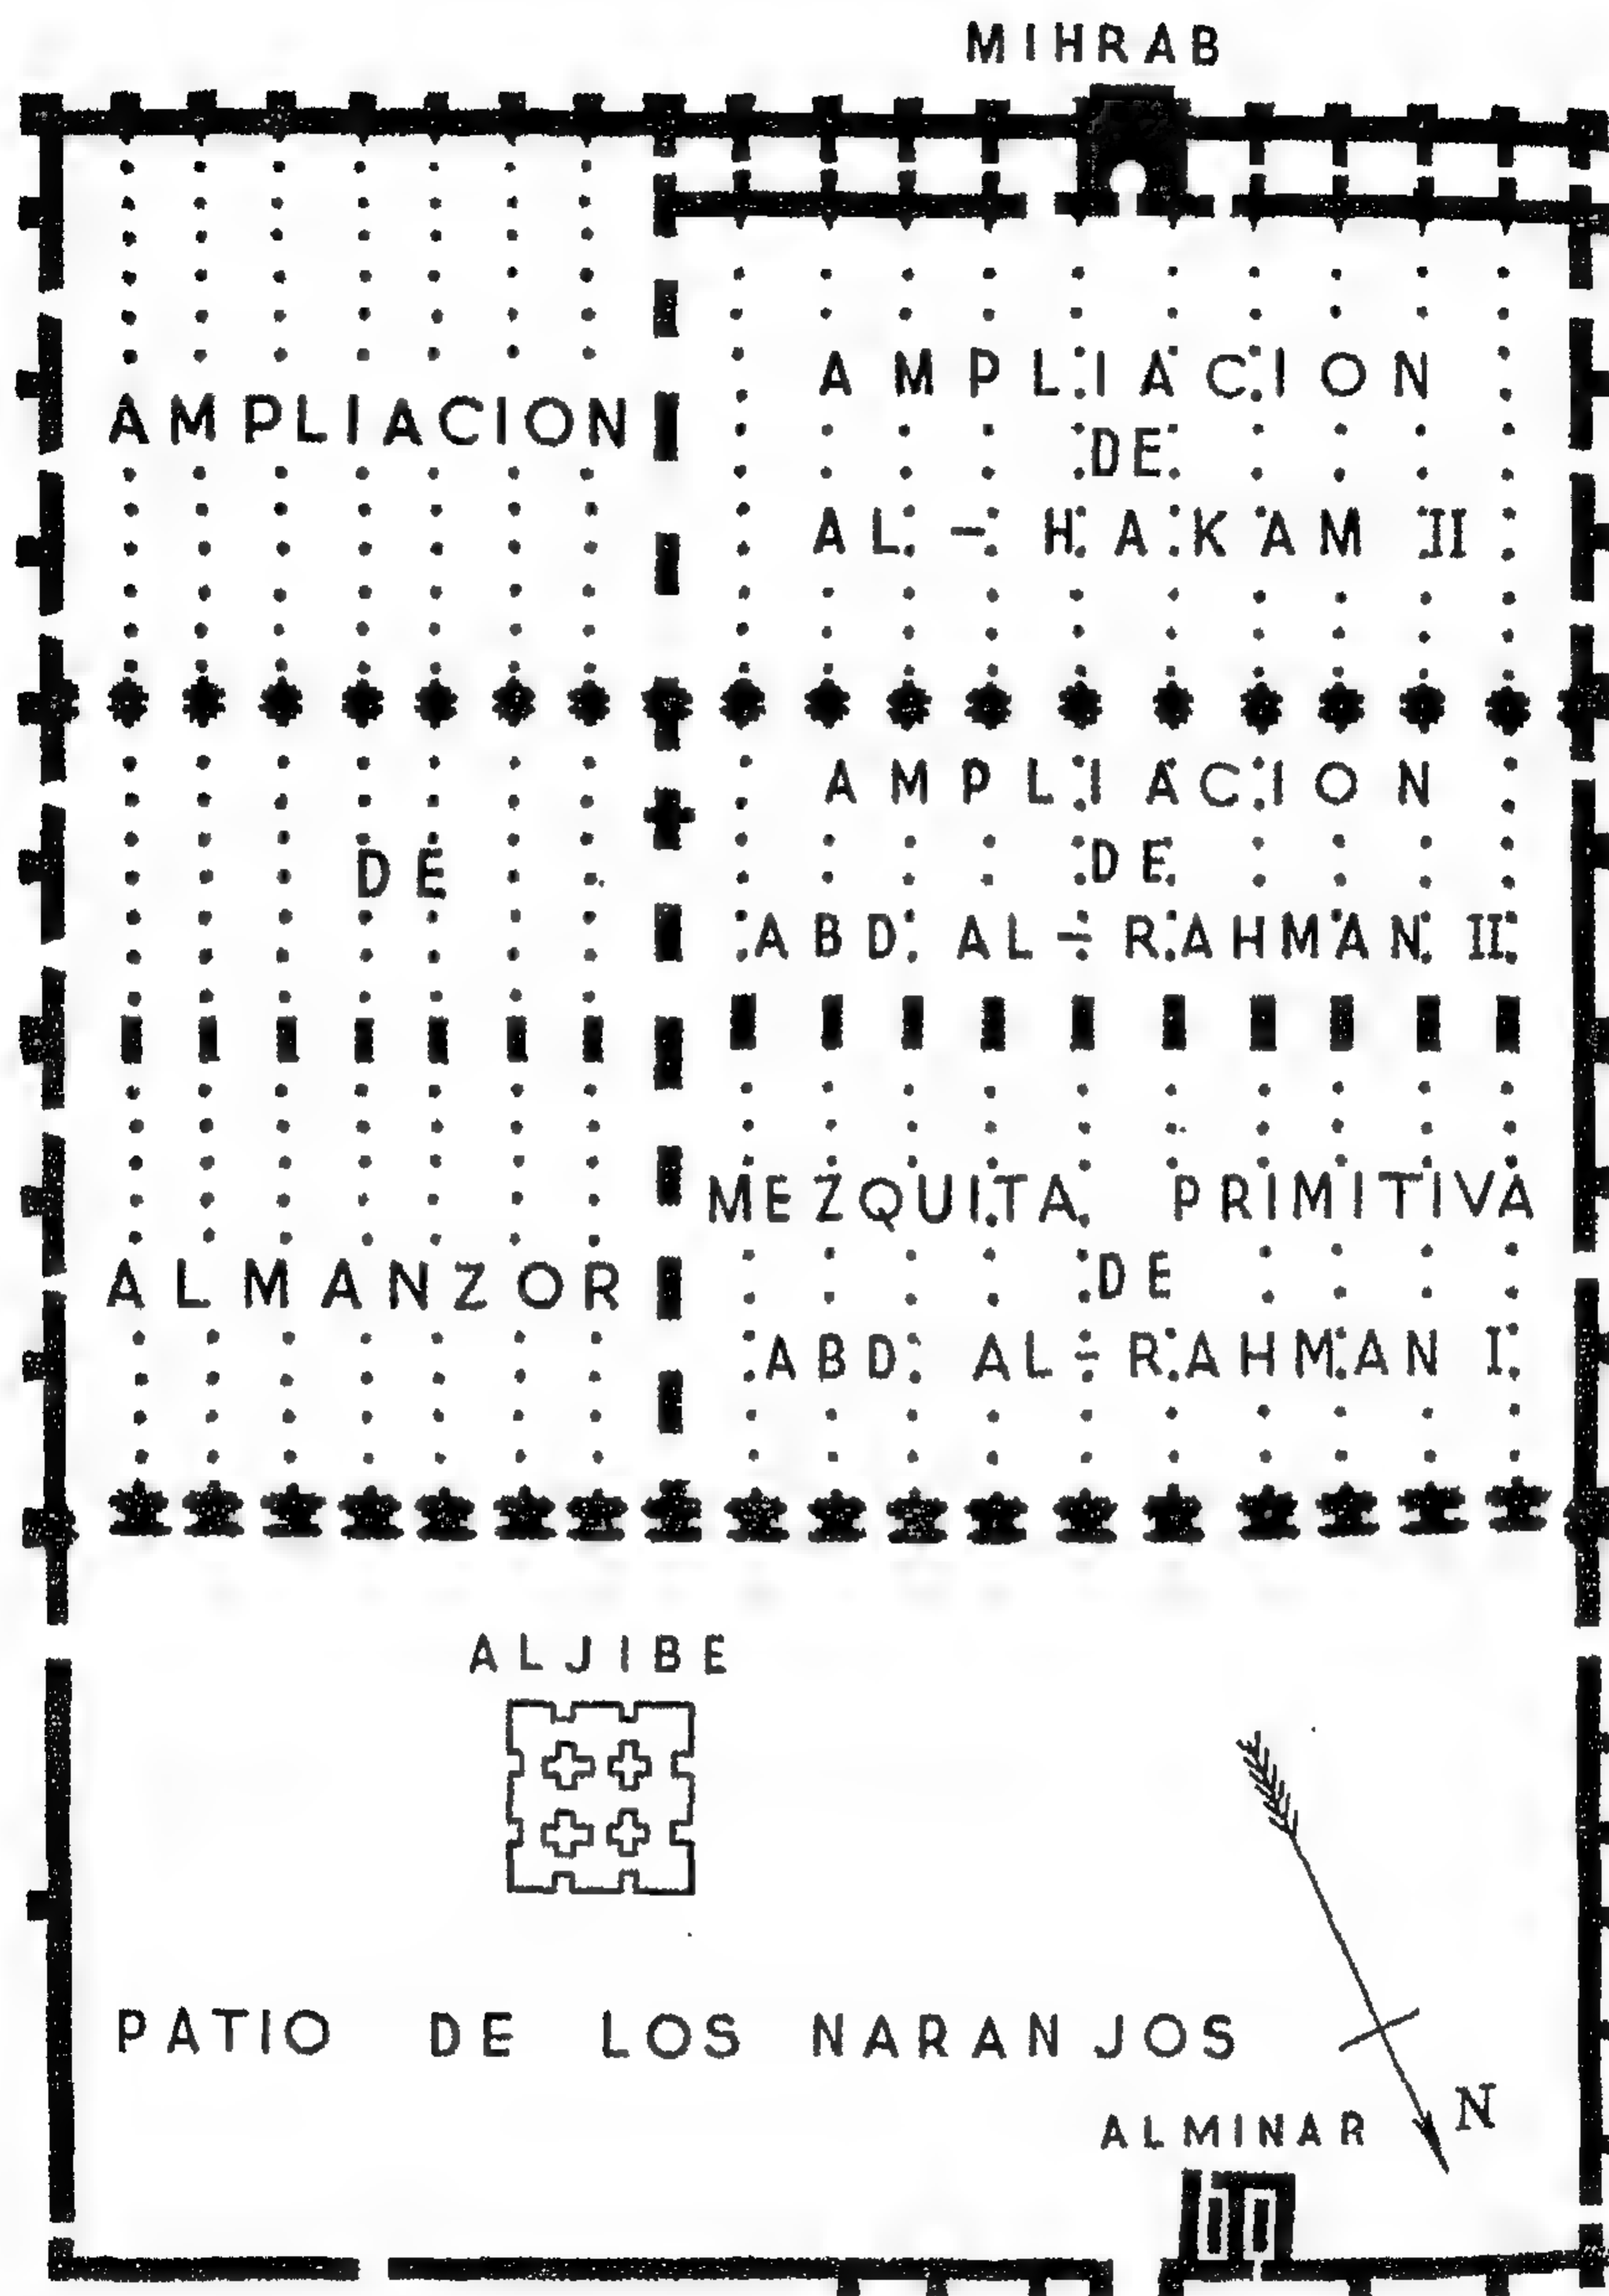 MIHRAB
AMPLIACION
DE
ALMANZOR
AMPLIACION
DE
AL-HAKAM II
AMPLIACION
DE
ABD AL-RAHMAN II
MEZQUITA PRIMITIVA
DE
ABD AL-RAHMAN I
ALJIBE
PATIO DE LOS NARANJOS
N
ALMINAR